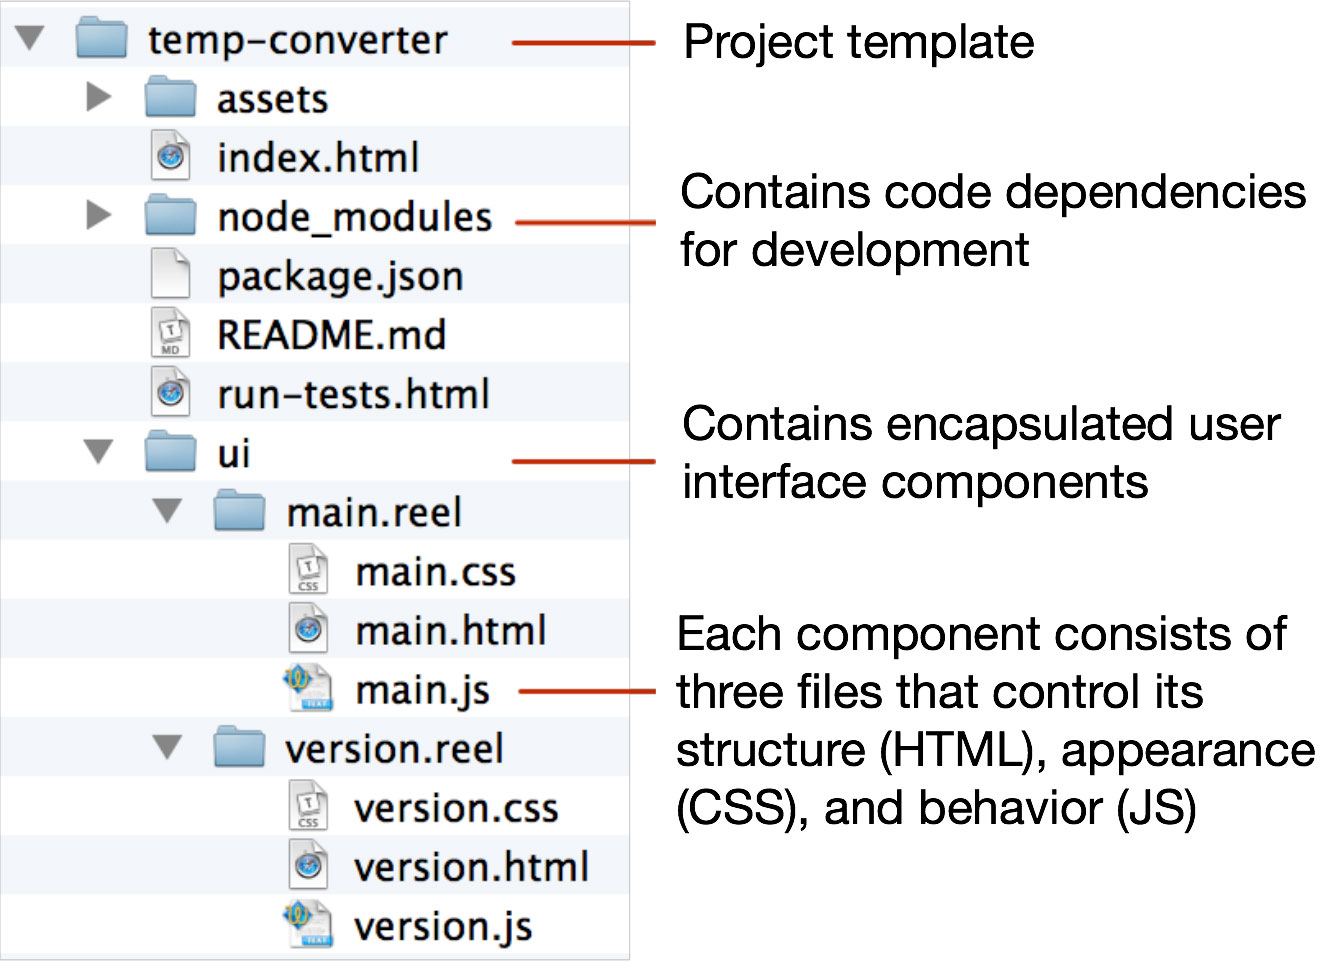 temp-converter
Project template
assets
index.html
node_modules
Contains code dependencies
for development
package.json
README.md
run-tests.html
ui
Contains encapsulated user
interface components
main.reel
main.css
main.html
main.js
Each component consists of
three files that control its
structure (HTML), appearance
(CSS), and behavior (JS)
version.reel
version.css
version.html
version.js